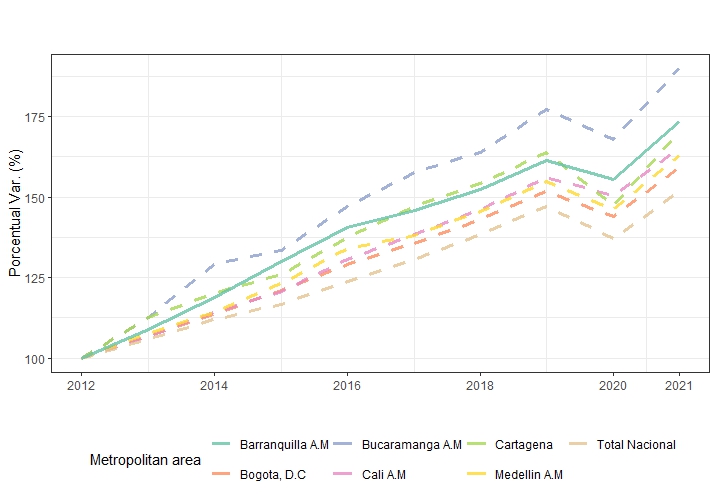 Porcentual Var. (%)
175
150
125
100
2012 2014 2016 2018 2020 2021
Metropolitan area
Barranquilla A.M Bucaramanga A.M Cartagena Total Nacional
Bogota, D.C Cali A.M Medellin A.M